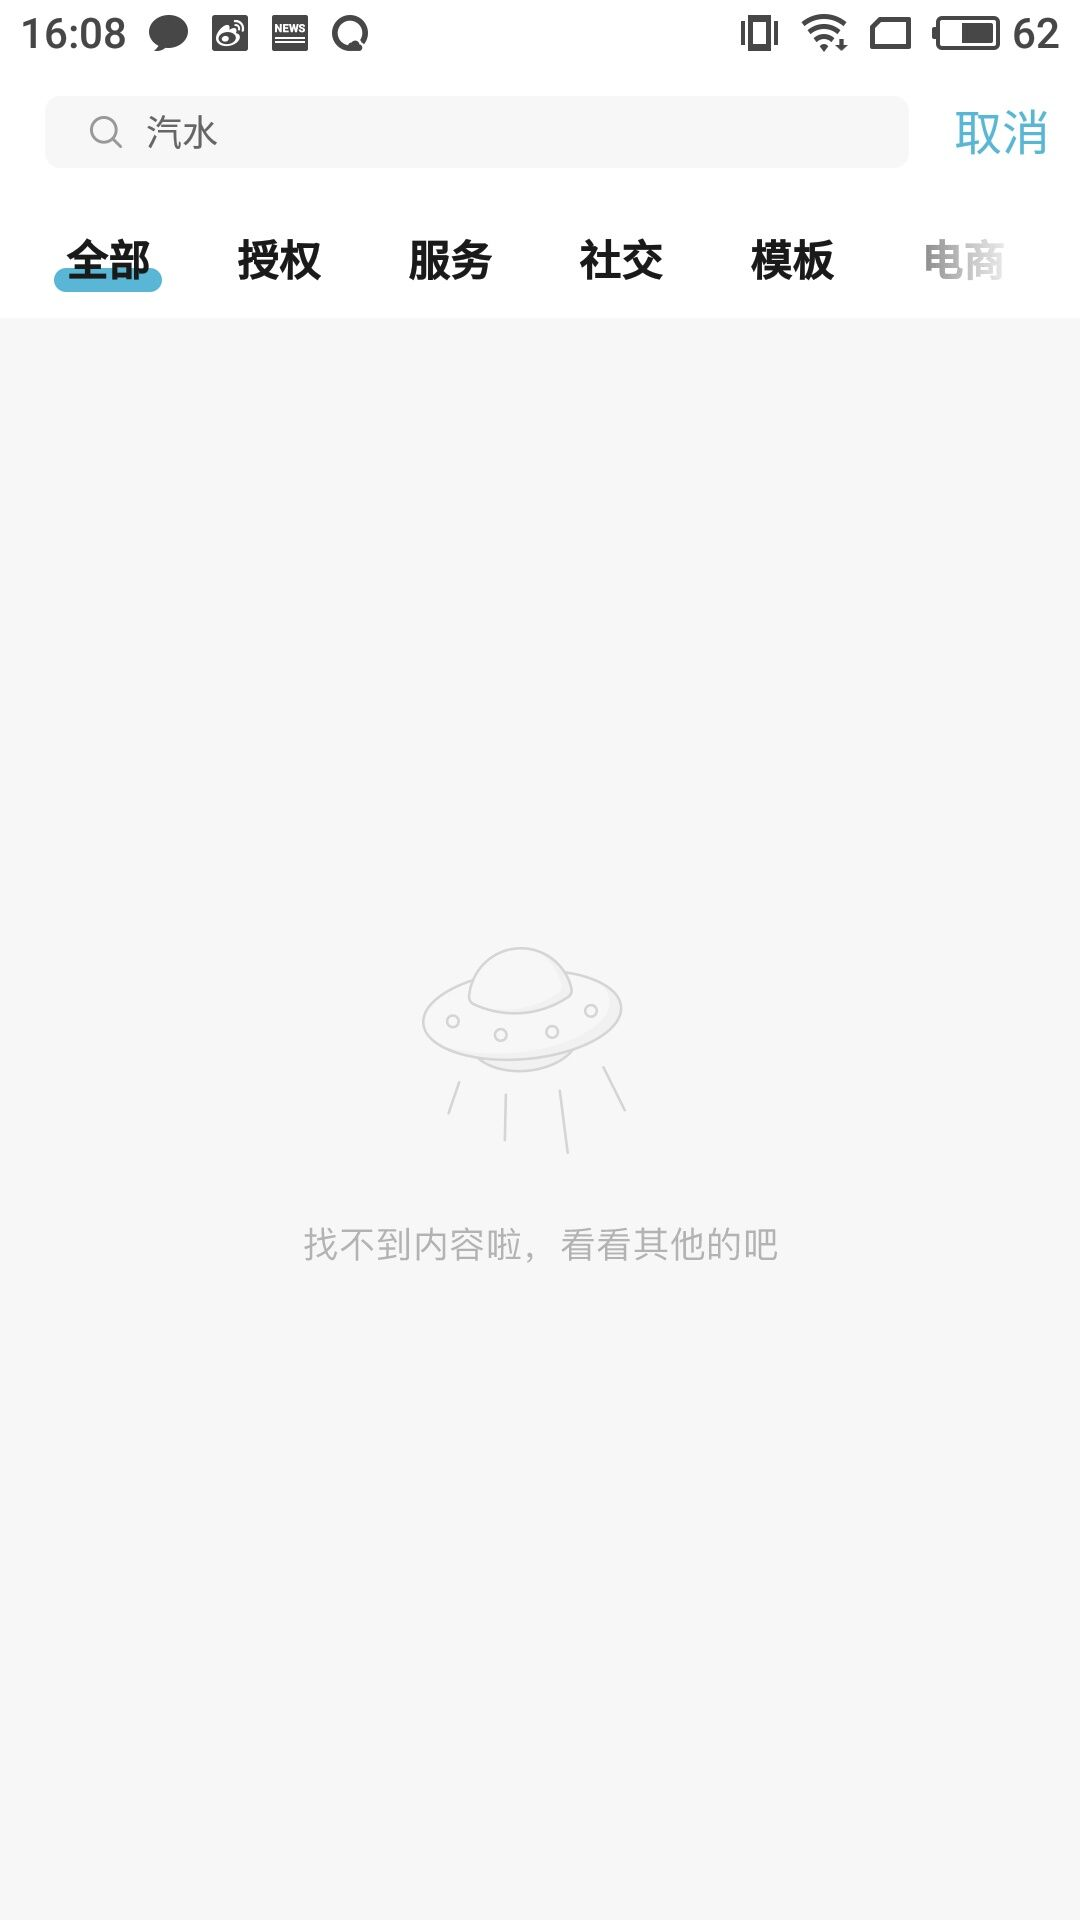 16:08 NEWS 62
汽水 取消
全部 授权 服务 社交 模板 电商
找不到内容啦，看看其他的吧